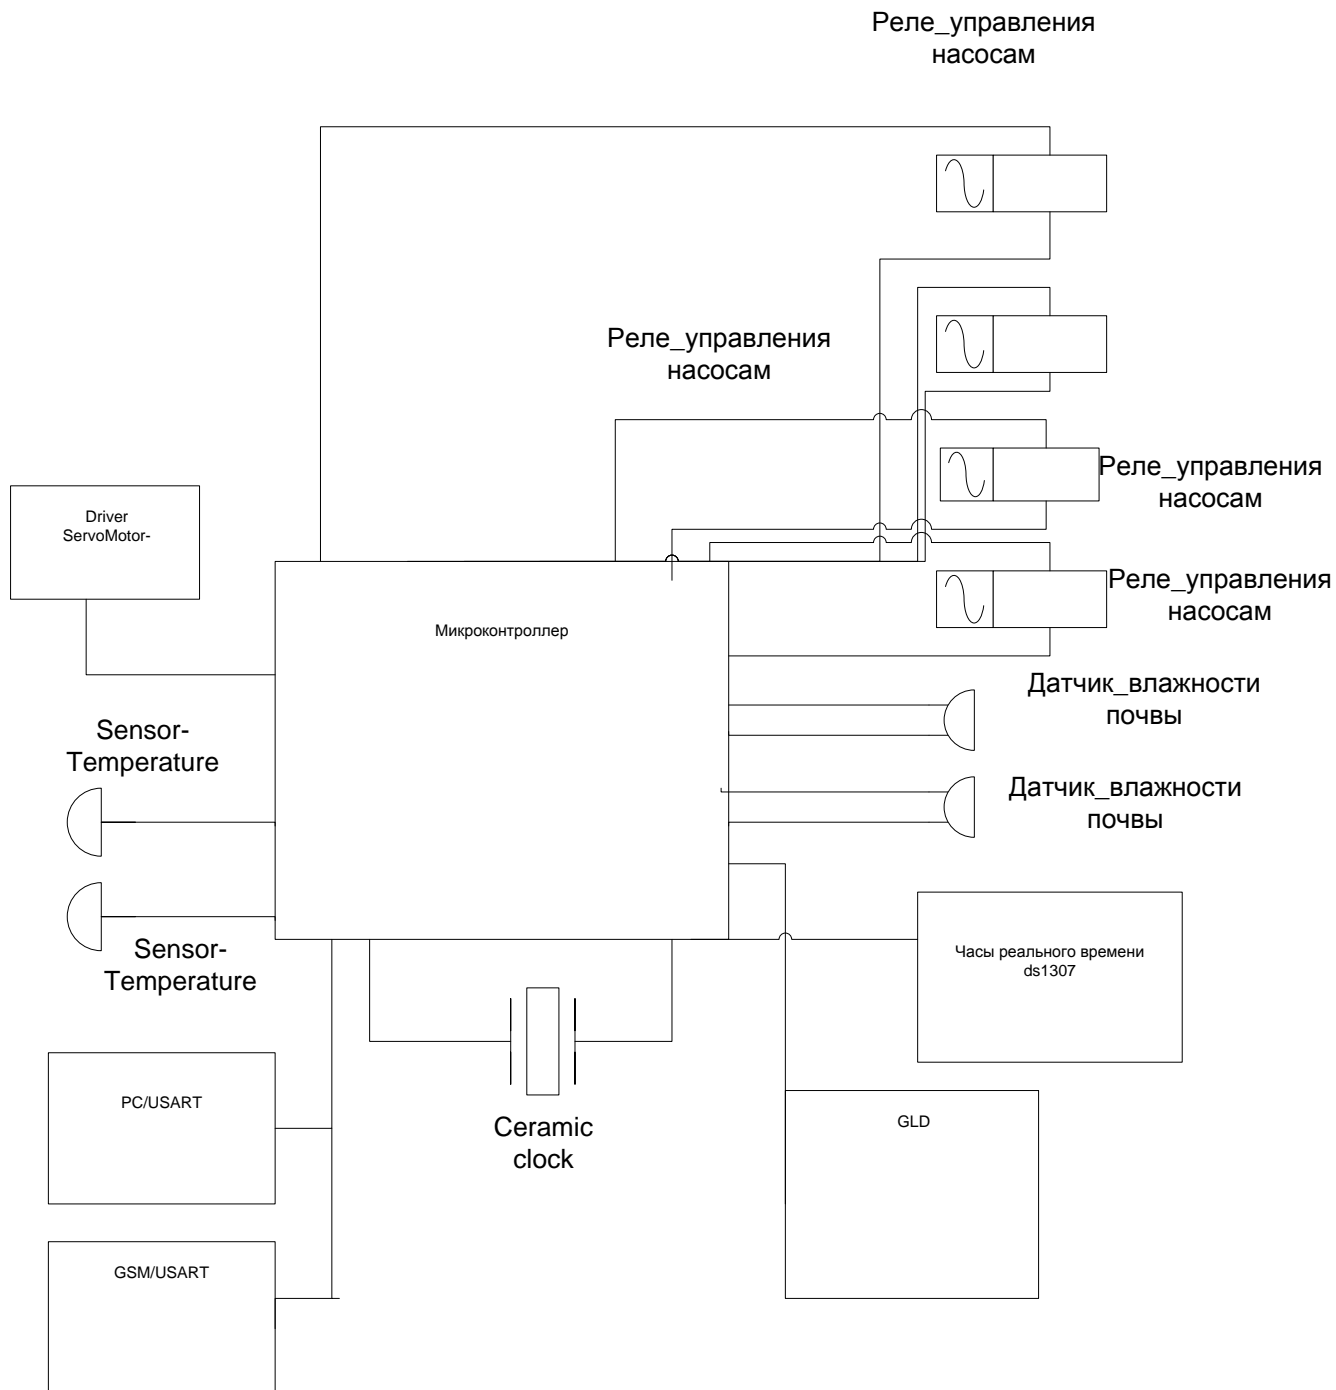 Реле_управления
насосам
Реле_управления
насосам
Реле_управления
насосам
Driver
ServoMotor-
Реле_управления
насосам
Микроконтроллер
Датчик_влажности
почвы
Sensor-
Temperature
Датчик_влажности
почвы
Sensor-
Temperature
Часы реального времени
ds1307
PC/USART
Ceramic
clock
GLD
GSM/USART